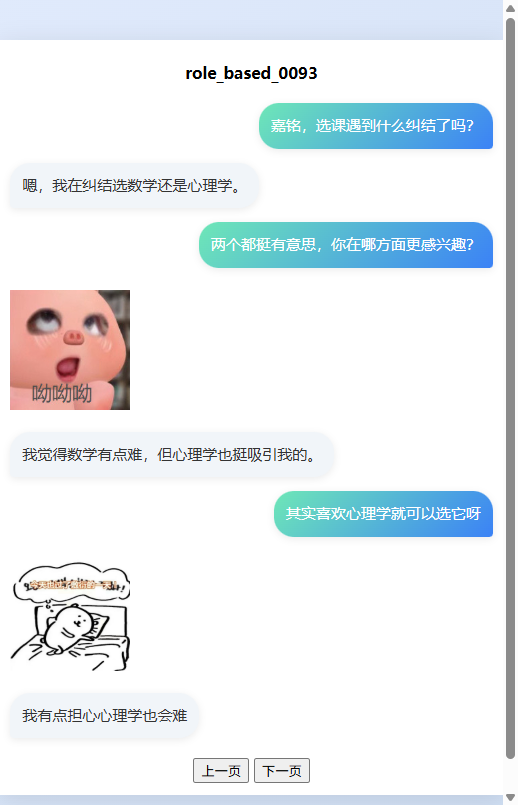 role_based_0093
嘉铭，选课遇到什么纠结了吗？
嗯，我在纠结选数学还是心理学。
两个都挺有意思，你在哪方面更感兴趣？
呦呦呦
我觉得数学有点难，但心理学也挺吸引我的。
其实喜欢心理学就可以选它呀
我有点担心心理学也会难
上一页
下一页